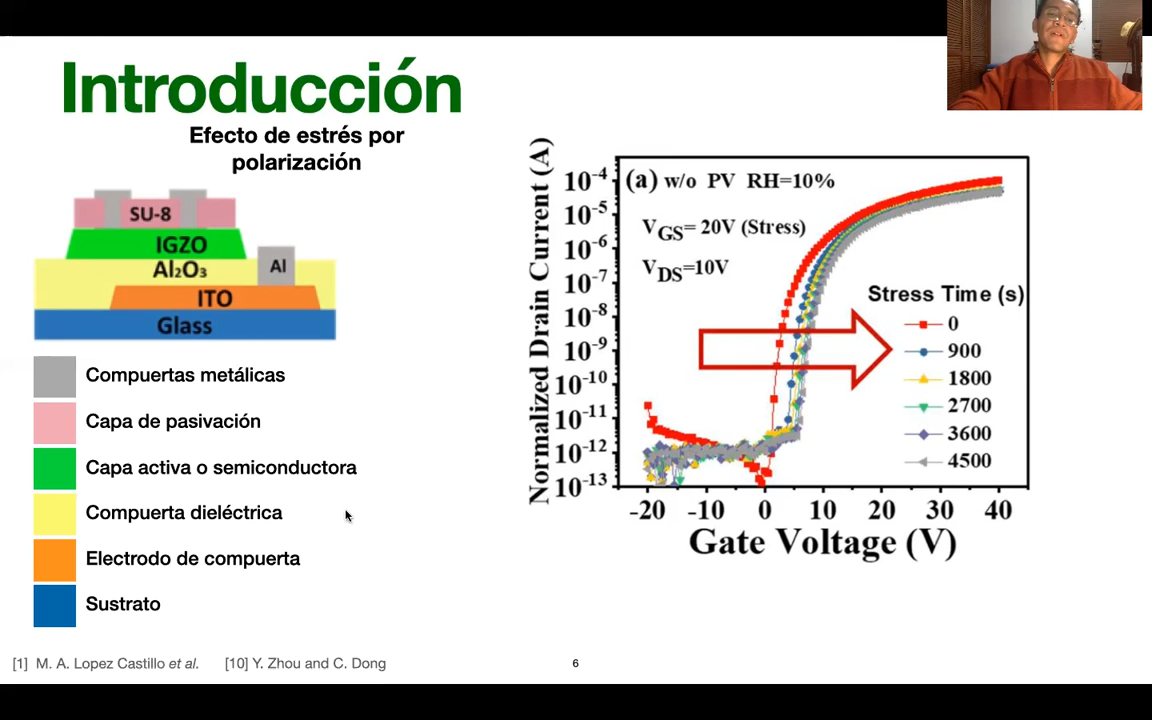 Introducción
Efecto de estrés por
polarización
SU-8
IGZO
Al₂O₃
Al
ITO
Glass
Compuertas metálicas
Capa de pasivación
Capa activa o semiconductora
Compuerta dieléctrica
Electrodo de compuerta
Sustrato
Normalized Drain Current (A)
10⁻⁴
10⁻⁵
10⁻⁶
10⁻⁷
10⁻⁸
10⁻⁹
10⁻¹⁰
10⁻¹¹
10⁻¹²
10⁻¹³
(a) w/o PV RH=10%
V_GS= 20V (Stress)
V_DS=10V
Stress Time (s)
0
900
1800
2700
3600
4500
-20 -10 0 10 20 30 40
Gate Voltage (V)
[1] M. A. Lopez Castillo et al. [10] Y. Zhou and C. Dong
6